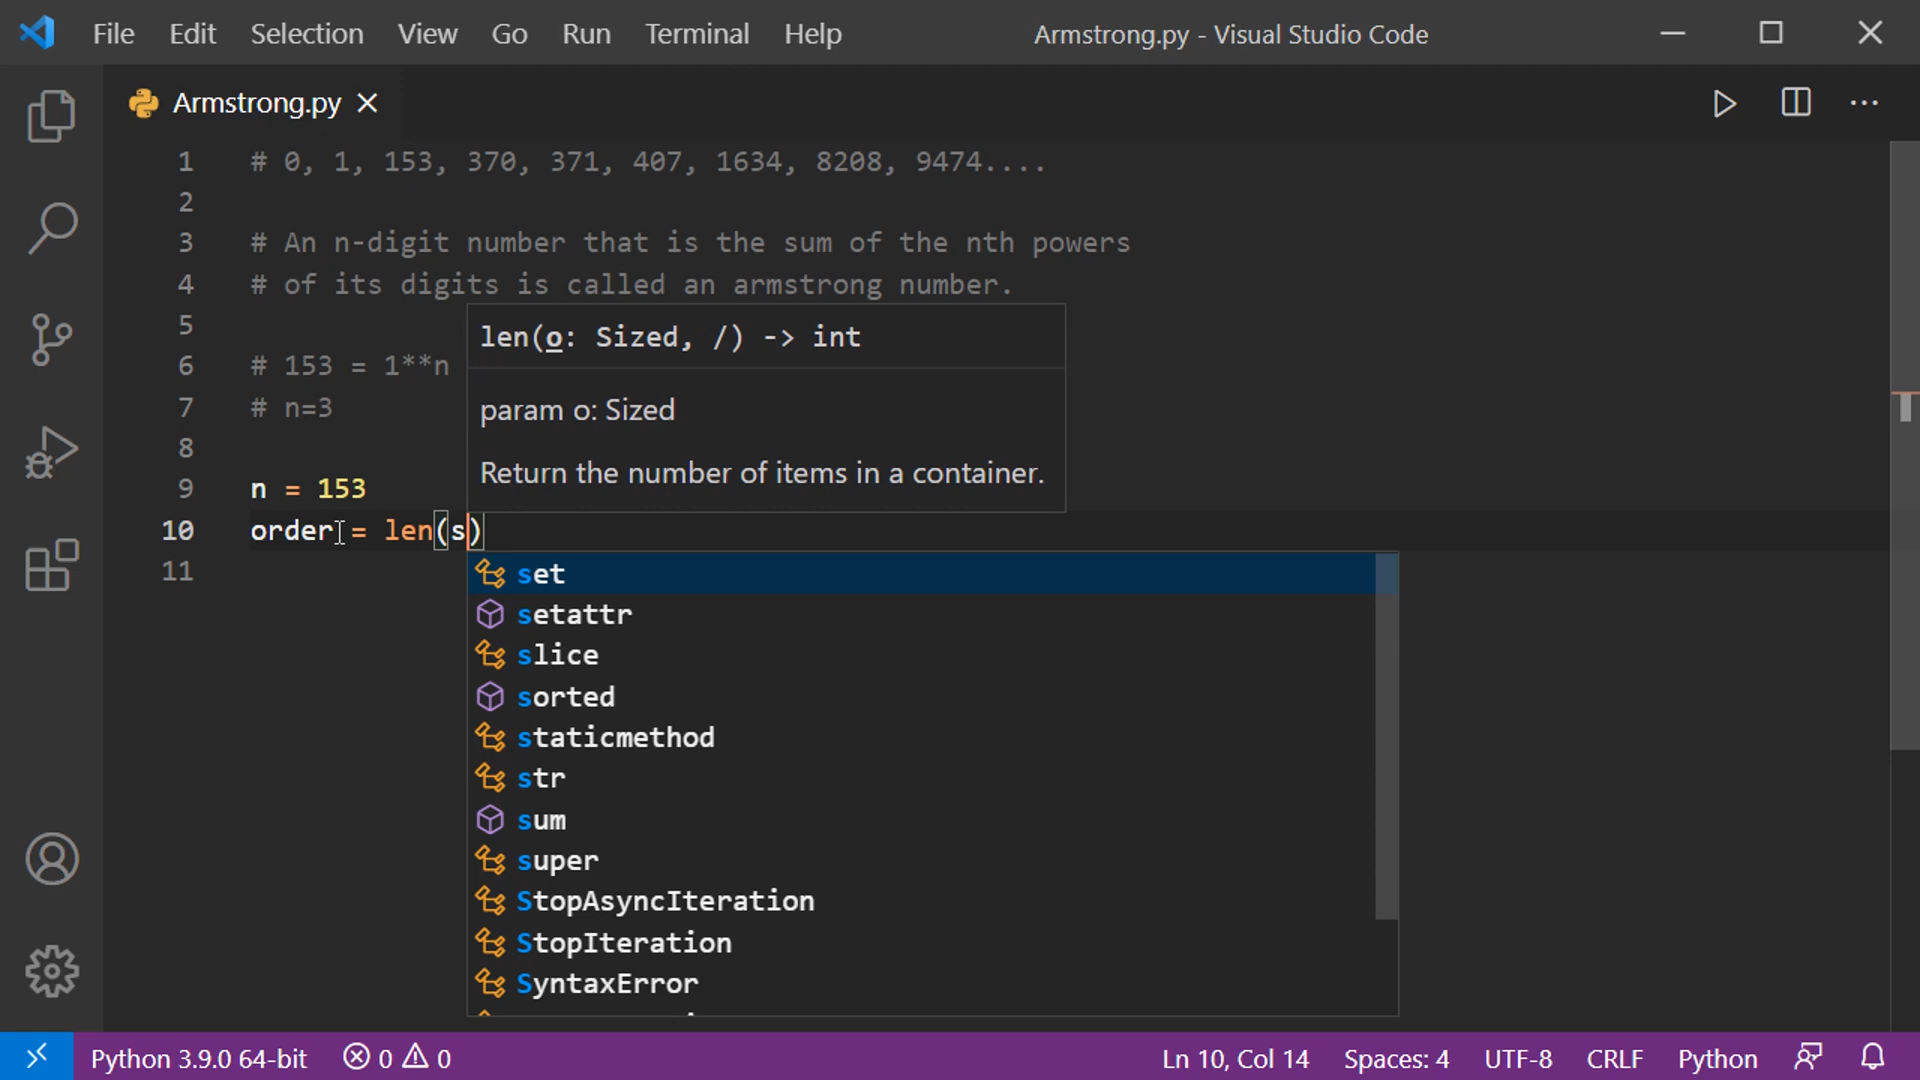 File Edit Selection View Go Run Terminal Help Armstrong.py - Visual Studio Code
Armstrong.py
1 # 0, 1, 153, 370, 371, 407, 1634, 8208, 9474....
2
3 # An n-digit number that is the sum of the nth powers
4 # of its digits is called an armstrong number.
5
len(o: Sized, /) -> int
6 # 153 = 1**n
param o: Sized
7 # n=3
8
Return the number of items in a container.
9 n = 153
10 order = len(s)
11
set
setattr
slice
sorted
staticmethod
str
sum
super
StopAsyncIteration
StopIteration
SyntaxError
Python 3.9.0 64-bit 0 0 Ln 10, Col 14 Spaces: 4 UTF-8 CRLF Python